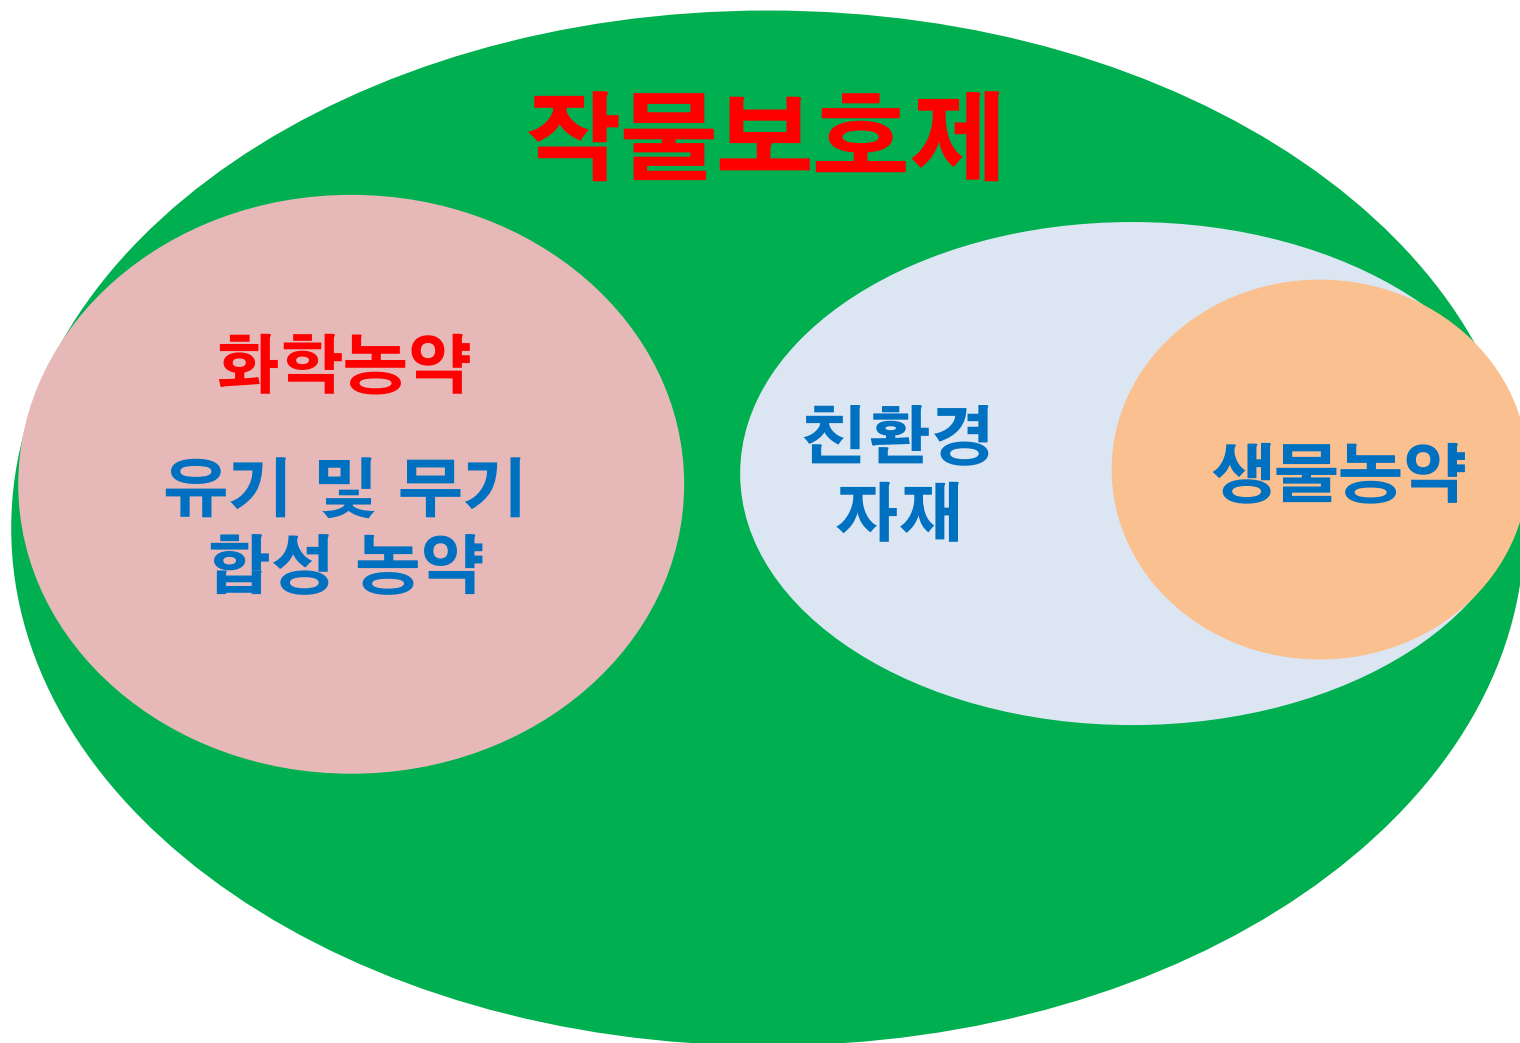 작물보호제
화학농약
유기 및 무기
합성 농약
친환경
자재
생물농약